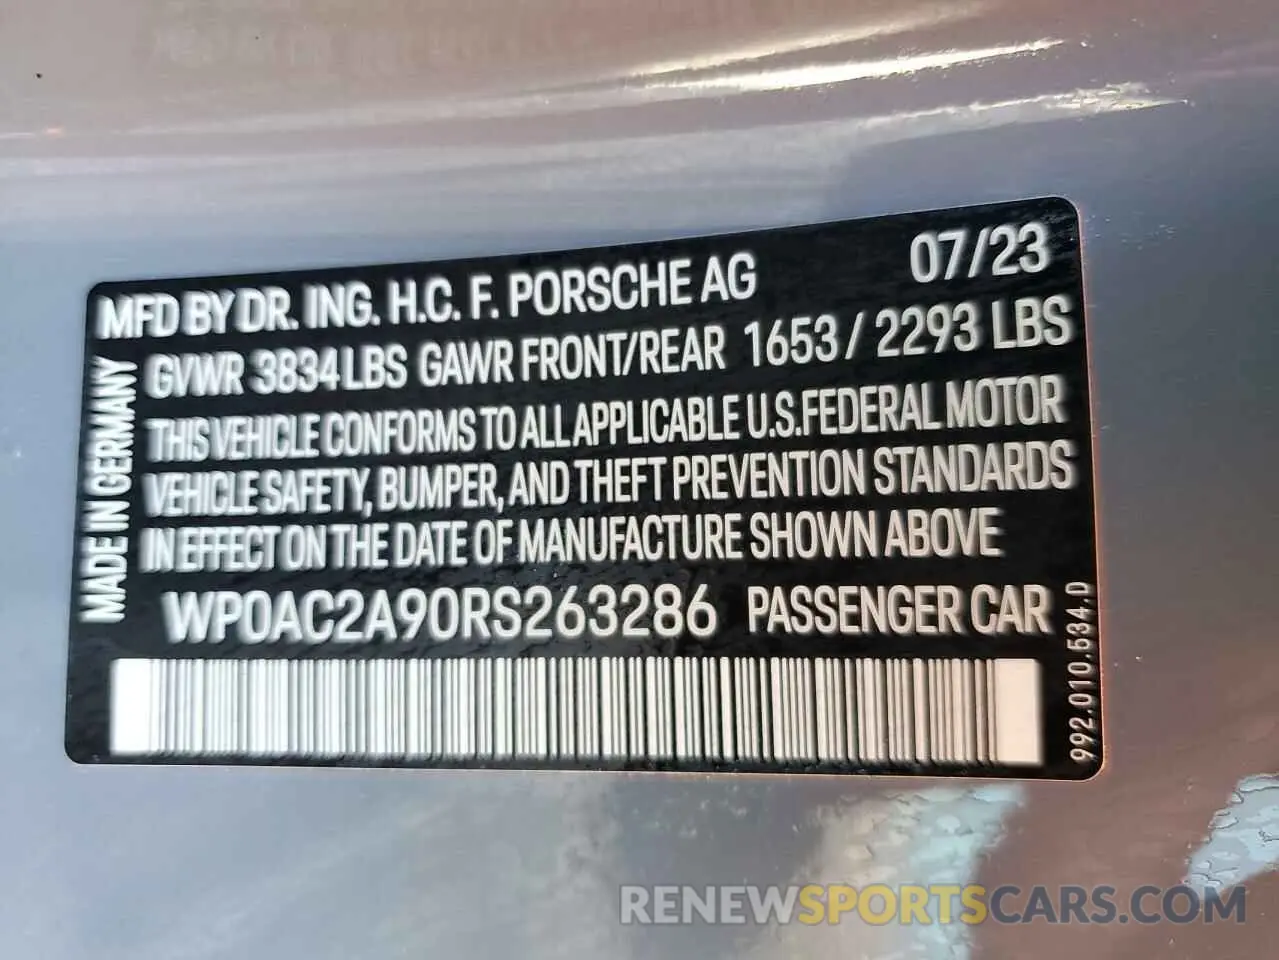 MFD BY DR. ING. H.C. F. PORSCHE AG 07/23
GVWR 3834 LBS GAWR FRONT/REAR 1653 / 2293 LBS
THIS VEHICLE CONFORMS TO ALL APPLICABLE U.S. FEDERAL MOTOR
VEHICLE SAFETY, BUMPER, AND THEFT PREVENTION STANDARDS
IN EFFECT ON THE DATE OF MANUFACTURE SHOWN ABOVE
WP0AC2A90RS263286 PASSENGER CAR
MADE IN GERMANY
992.010.534.D
RENEWSPORTSCARS.COM